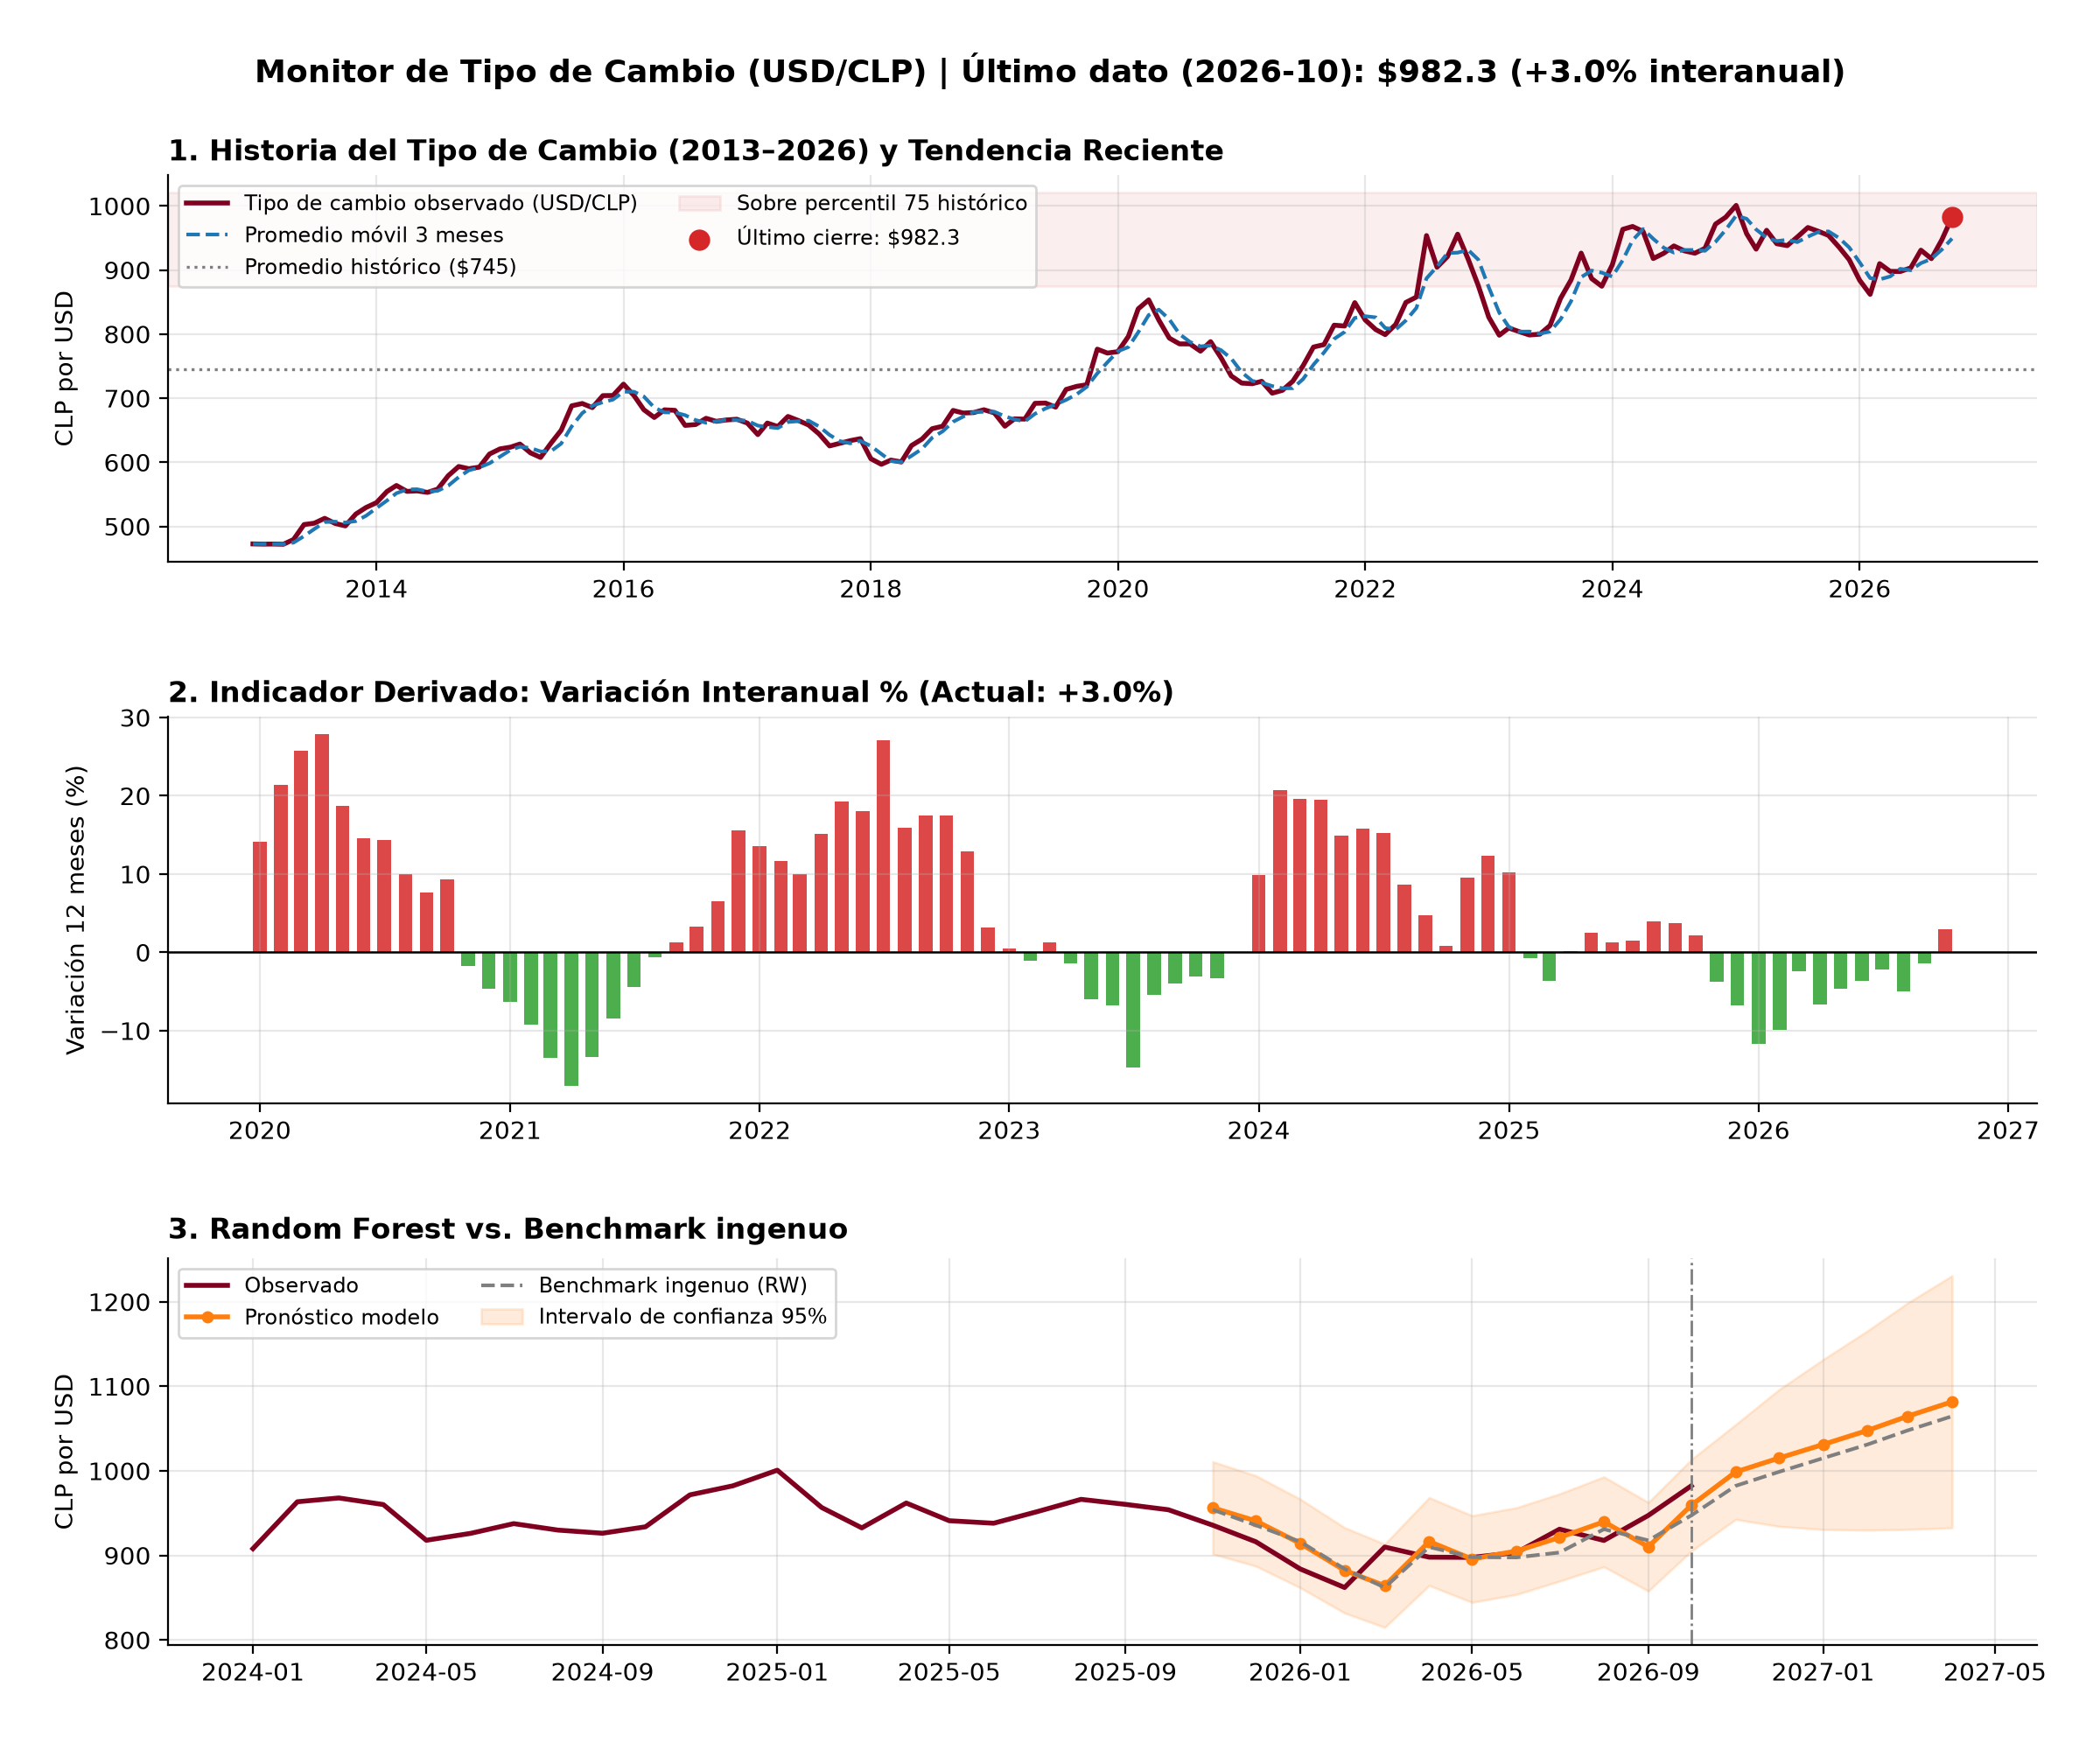 Monitor de Tipo de Cambio (USD/CLP) | Último dato (2026-10): $982.3 (+3.0% interanual)
1. Historia del Tipo de Cambio (2013–2026) y Tendencia Reciente
Tipo de cambio observado (USD/CLP)
Promedio móvil 3 meses
Promedio histórico ($745)
Sobre percentil 75 histórico
Último cierre: $982.3
CLP por USD
1000
900
800
700
600
500
2014 2016 2018 2020 2022 2024 2026
2. Indicador Derivado: Variación Interanual % (Actual: +3.0%)
Variación 12 meses (%)
30
20
10
0
−10
2020 2021 2022 2023 2024 2025 2026 2027
3. Random Forest vs. Benchmark ingenuo
Observado
Pronóstico modelo
Benchmark ingenuo (RW)
Intervalo de confianza 95%
CLP por USD
1200
1100
1000
900
800
2024-01 2024-05 2024-09 2025-01 2025-05 2025-09 2026-01 2026-05 2026-09 2027-01 2027-05